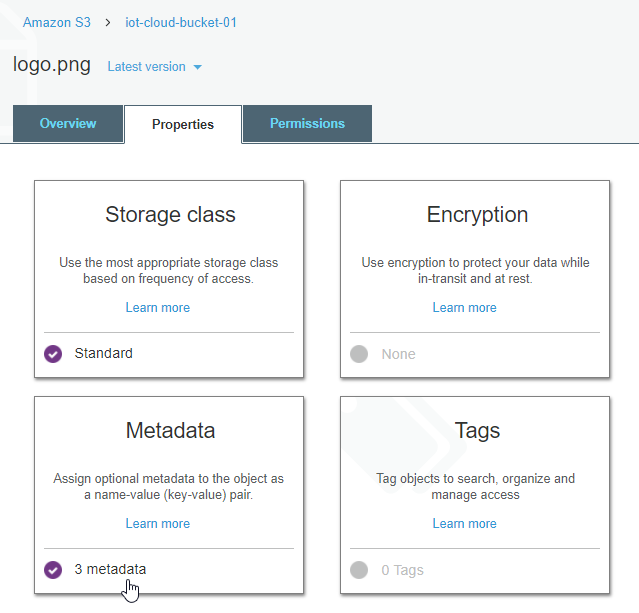 Amazon S3 > iot-cloud-bucket-01
logo.png Latest version
Overview Properties Permissions
Storage class
Use the most appropriate storage class
based on frequency of access.
Learn more
Standard
Encryption
Use encryption to protect your data while
in-transit and at rest.
Learn more
None
Metadata
Assign optional metadata to the object as
a name-value (key-value) pair.
Learn more
3 metadata
Tags
Tag objects to search, organize and
manage access
Learn more
0 Tags